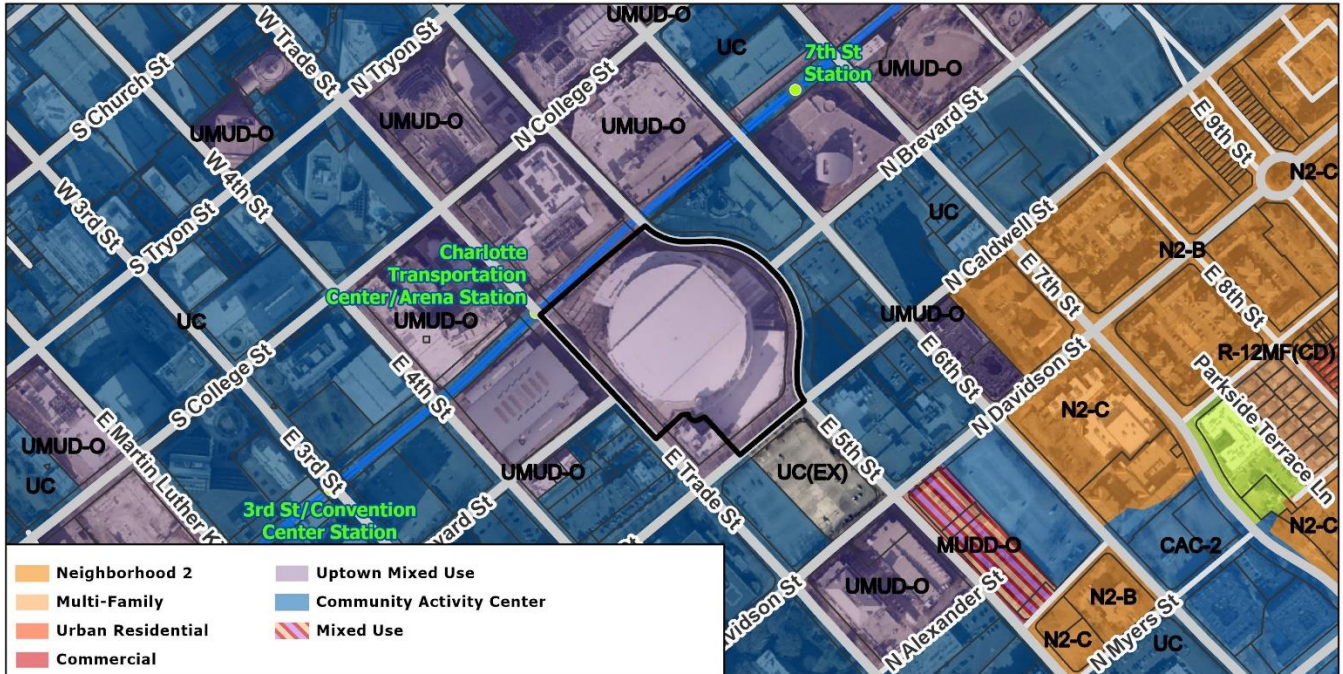 UMUD-O
W Trade St
N Tryon St
UC
7th St
Station
UMUD-O
S Church St
N College St
N Brevard St
E 9th St
UMUD-O
UMUD-O
UMUD-O
N2-C
W 4th St
W 3rd St
S Tryon St
UC
N Caldwell St
N2-B
Charlotte
Transportation
Center/Arena Station
E 7th St
E 8th St
UC
UMUD-O
UMUD-O
R-12MF(CD)
S College St
E 4th St
E 6th St
N Davidson St
Parkside Terrace Ln
N2-C
UMUD-O
E Martin Luther K
E 3rd St
UMUD-O
E Trade St
E 5th St
UC(EX)
UC
3rd St/Convention
Center Station
vard St
N2-C
MUDD-O
CAC-2
St
UMUD-O
N2-B
vidson St
N Alexander St
N2-C
N Myers St
UC
Neighborhood 2
Multi-Family
Urban Residential
Commercial
Uptown Mixed Use
Community Activity Center
Mixed Use